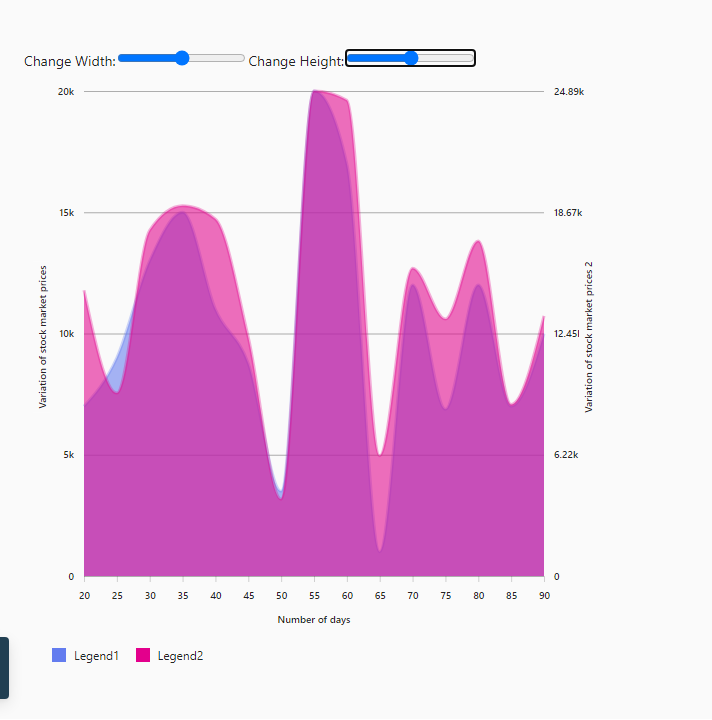 Change Width: Change Height:
20k 24.89k
15k 18.67k
10k 12.45l
5k 6.22k
0 0
Variation of stock market prices
Variation of stock market prices 2
20 25 30 35 40 45 50 55 60 65 70 75 80 85 90
Number of days
Legend1 Legend2